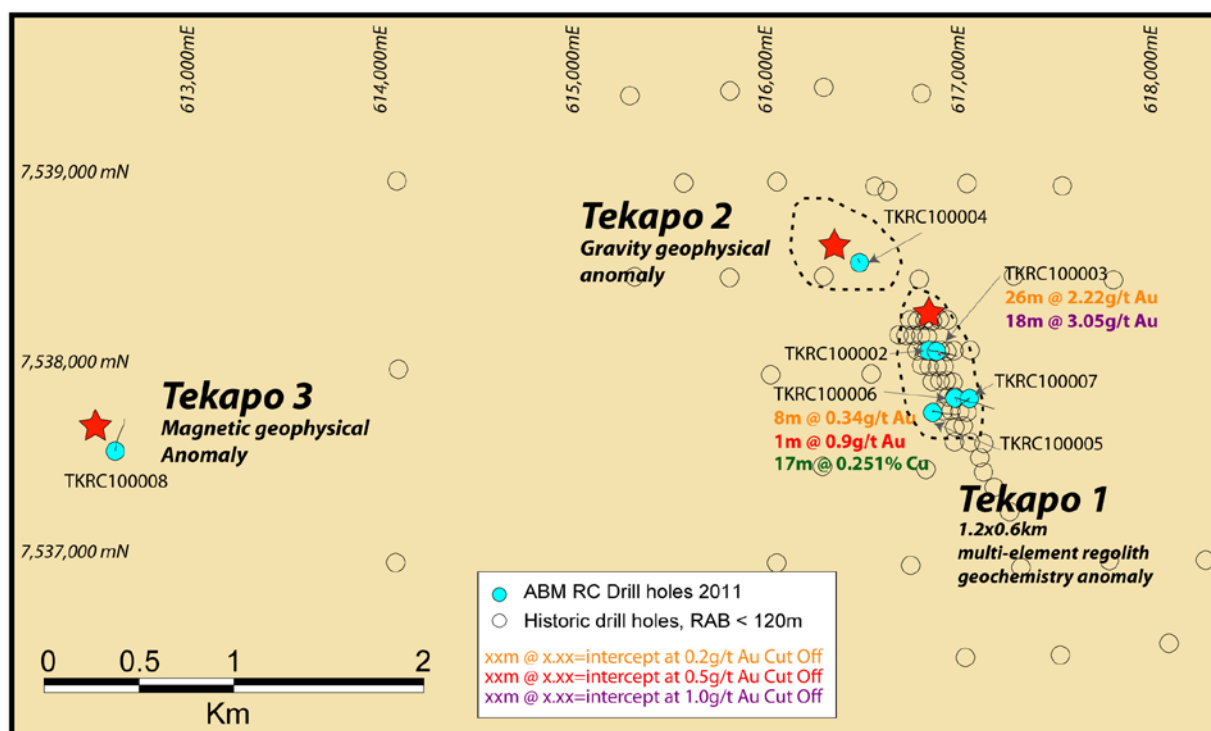 613,000mE
614,000mE
615,000mE
616,000mE
617,000mE
618,000mE
7,539,000 mN
Tekapo 2
Gravity geophysical
anomaly
TKRC100004
TKRC100003
26m @ 2.22g/t Au
18m @ 3.05g/t Au
7,538,000 mN
TKRC100002
TKRC100006
8m @ 0.34g/t Au
1m @ 0.9g/t Au
17m @ 0.251% Cu
TKRC100007
TKRC100005
Tekapo 3
Magnetic geophysical
Anomaly
TKRC100008
Tekapo 1
1.2x0.6km
multi-element regolith
geochemistry anomaly
7,537,000 mN
ABM RC Drill holes 2011
Historic drill holes, RAB < 120m
xxm @ x.xx=intercept at 0.2g/t Au Cut Off
xxm @ x.xx=intercept at 0.5g/t Au Cut Off
xxm @ x.xx=intercept at 1.0g/t Au Cut Off
0 0.5 1 2
Km